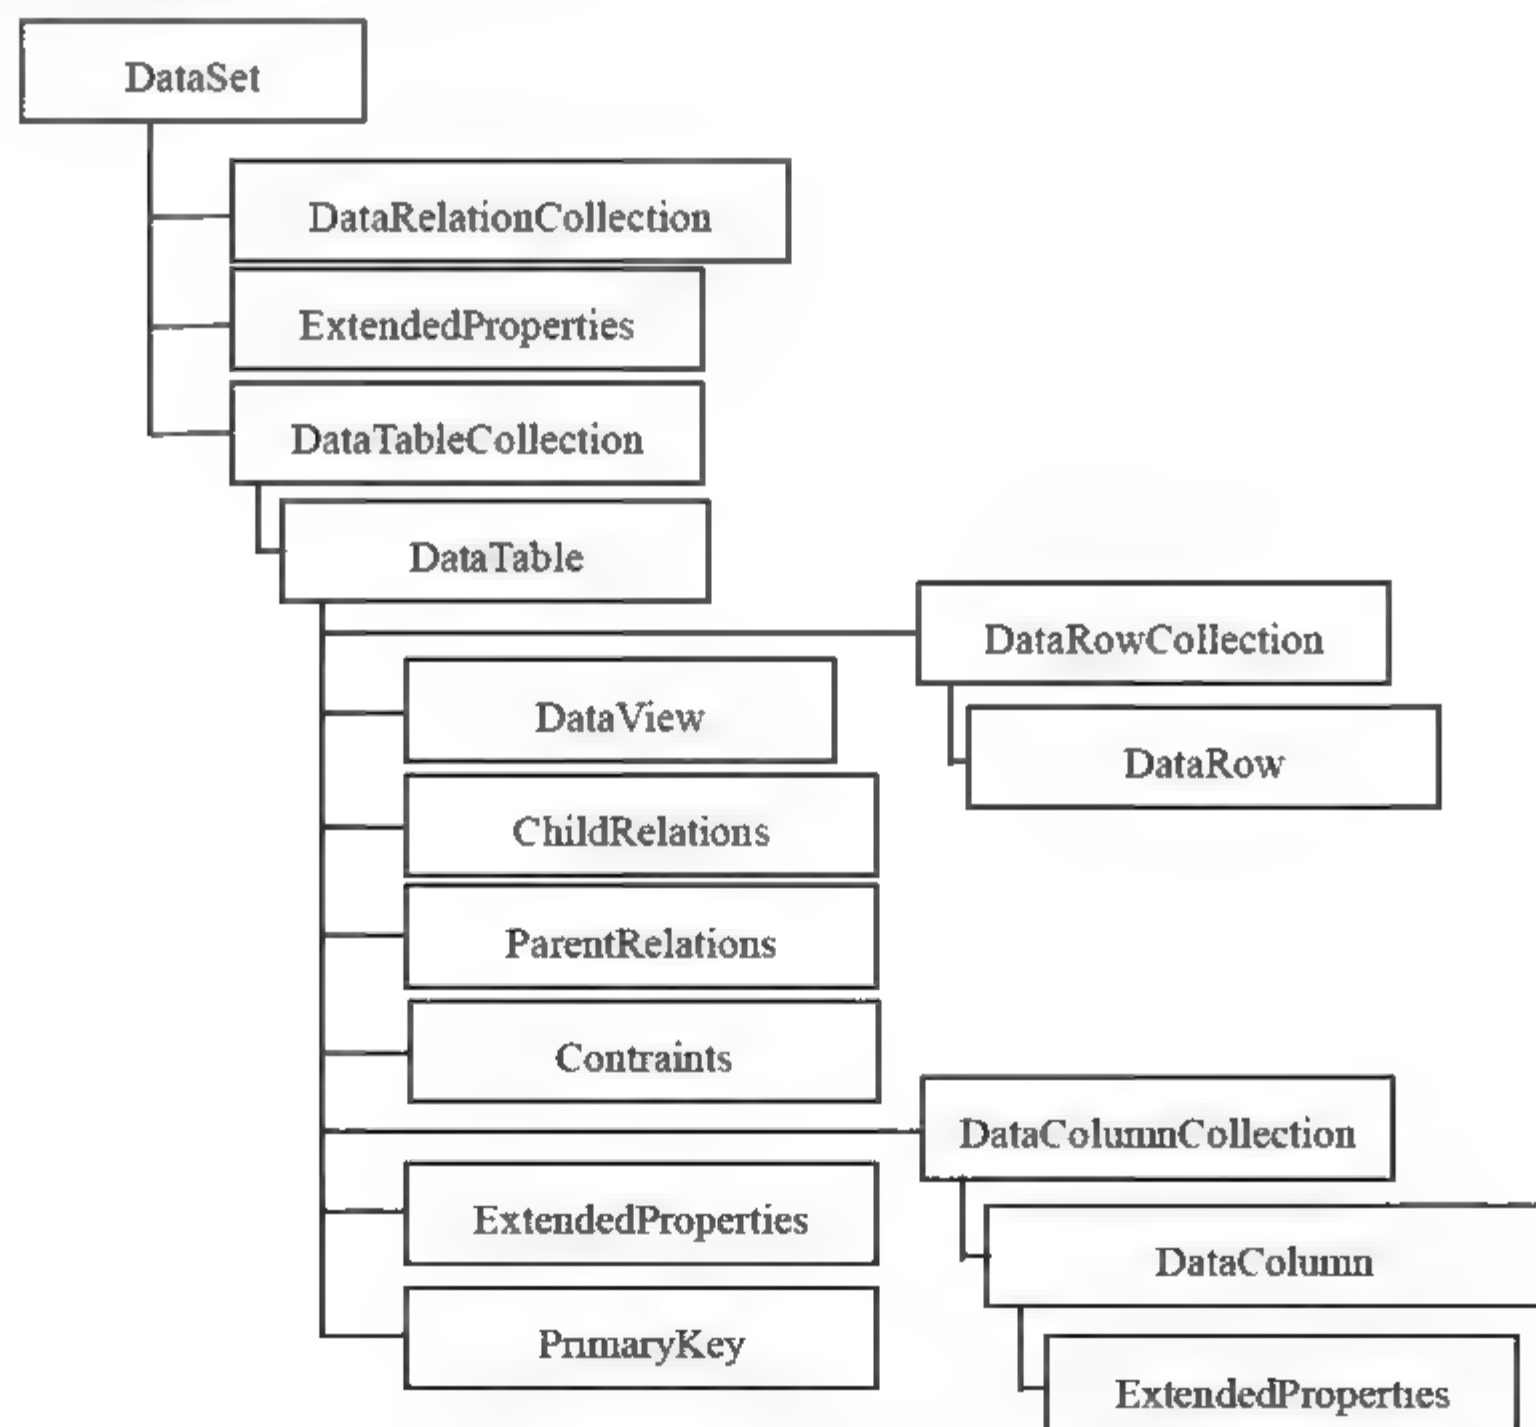 DataSet
DataRelationCollection
ExtendedProperties
DataTableCollection
DataTable
DataRowCollection
DataView
DataRow
ChildRelations
ParentRelations
Contraints
DataColumnCollection
ExtendedProperties
DataColumn
PrimaryKey
ExtendedProperties